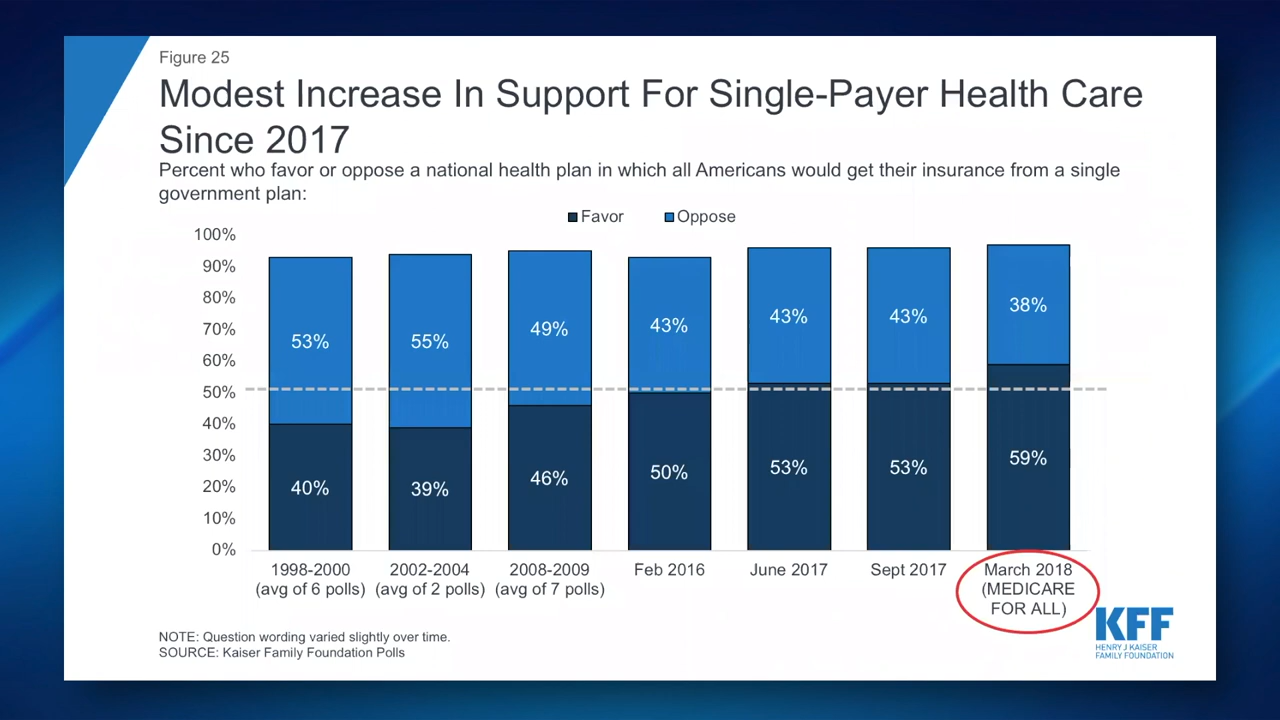 Figure 25
Modest Increase In Support For Single-Payer Health Care
Since 2017
Percent who favor or oppose a national health plan in which all Americans would get their insurance from a single
government plan:
Favor Oppose
100%
90%
80%
70%
60%
50%
40%
30%
20%
10%
0%
53% 55% 49% 43% 43% 43% 38%
40% 39% 46% 50% 53% 53% 59%
1998-2000 2002-2004 2008-2009 Feb 2016 June 2017 Sept 2017 March 2018
(avg of 6 polls) (avg of 2 polls) (avg of 7 polls) (MEDICARE
FOR ALL)
NOTE: Question wording varied slightly over time.
SOURCE: Kaiser Family Foundation Polls
KFF
HENRY J KAISER
FAMILY FOUNDATION